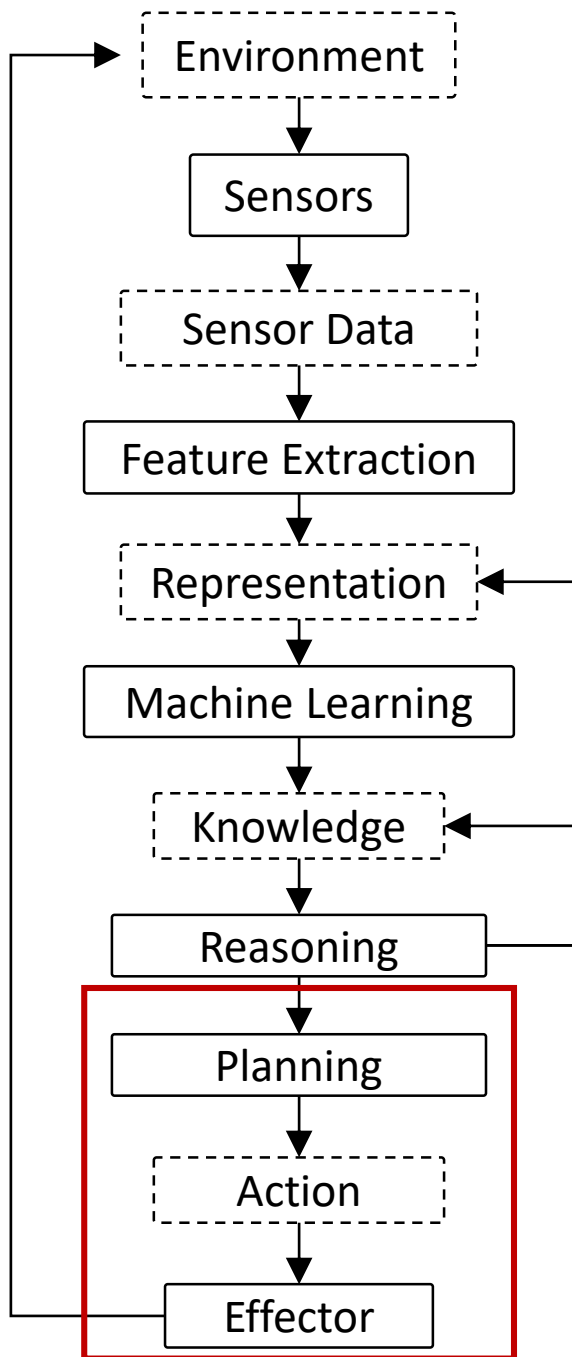 Environment
Sensors
Sensor Data
Feature Extraction
Representation
Machine Learning
Knowledge
Reasoning
Planning
Action
Effector